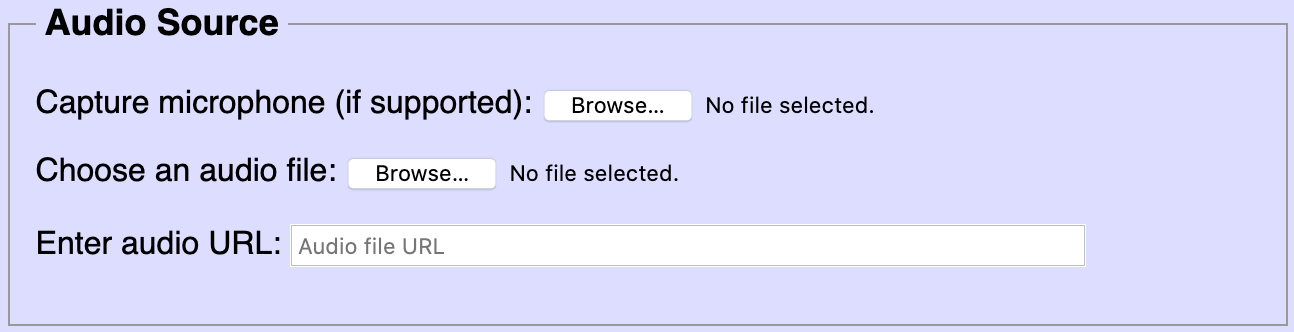 Audio Source
Capture microphone (if supported): Browse... No file selected.
Choose an audio file: Browse... No file selected.
Enter audio URL: Audio file URL